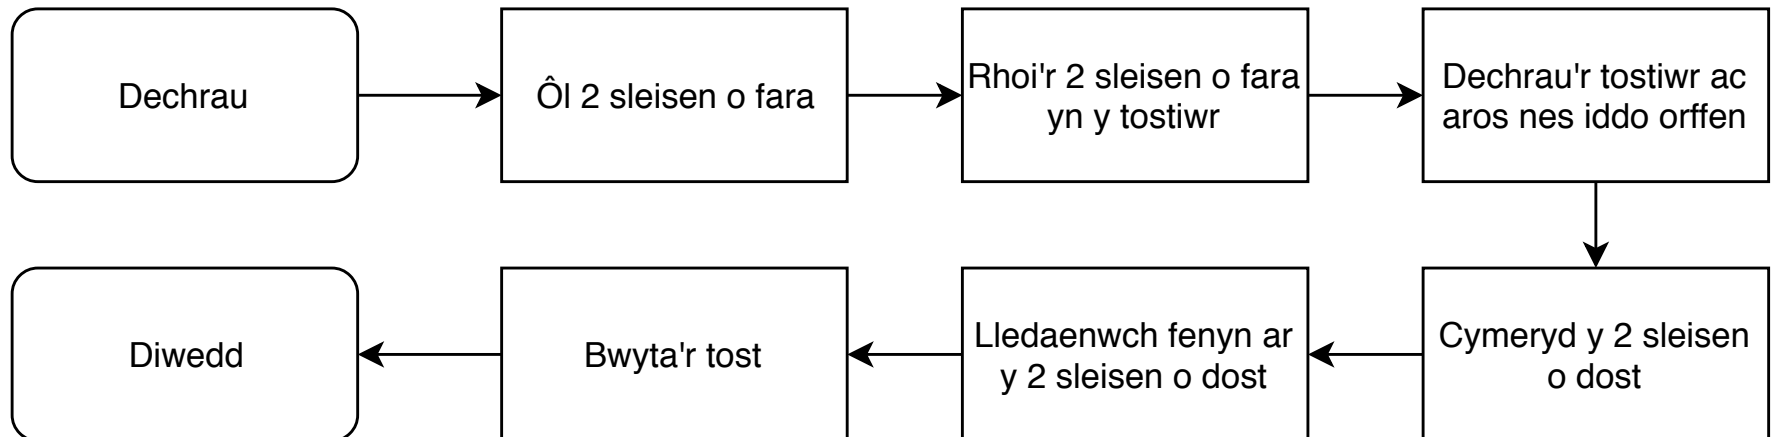 Dechrau
Ôl 2 sleisen o fara
Rhoi'r 2 sleisen o fara
yn y tostiwr
Dechrau'r tostiwr ac
aros nes iddo orffen
Cymeryd y 2 sleisen
o dost
Lledaenwch fenyn ar
y 2 sleisen o dost
Bwyta'r tost
Diwedd